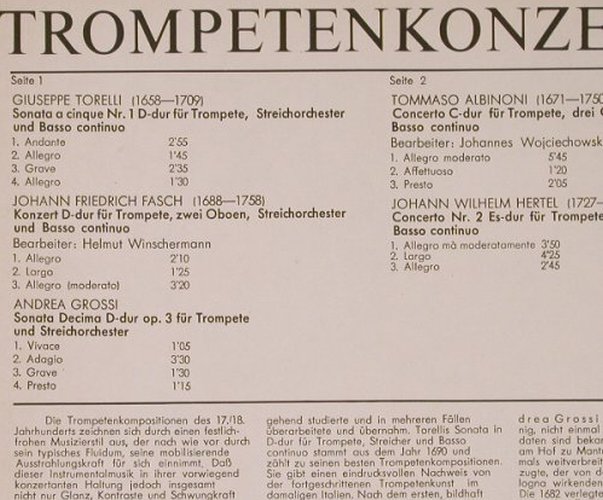 TROMPETENKONZE
Seite 1
GIUSEPPE TORELLI (1658—1709)
Sonata a cinque Nr. 1 D-dur für Trompete, Streichorchester
und Basso continuo
1. Andante 2'55
2. Allegro 1'45
3. Grave 2'35
4. Allegro 1'30
JOHANN FRIEDRICH FASCH (1688—1758)
Konzert D-dur für Trompete, zwei Oboen, Streichorchester
und Basso continuo
Bearbeiter: Helmut Winschermann
1. Allegro 2'10
2. Largo 1'25
3. Allegro (moderato) 3'20
ANDREA GROSSI
Sonata Decima D-dur op. 3 für Trompete
und Streichorchester
1. Vivace 1'05
2. Adagio 3'30
3. Grave 1'30
4. Presto 1'15
Seite 2
TOMMASO ALBINONI (1671—1750
Concerto C-dur für Trompete, drei
Basso continuo
Bearbeiter: Johannes Wojciechowsk
1. Allegro moderato 5'45
2. Affettuoso 1'20
3. Presto 2'05
JOHANN WILHELM HERTEL (1727—
Concerto Nr. 2 Es-dur für Trompete
Basso continuo
1. Allegro mà moderatamente 3'50
2. Largo 4'25
3. Allegro 2'45
Die Trompetenkompositionen des 17./18.
Jahrhunderts zeichnen sich durch einen festlich-
frohen Musizierstil aus, der nach wie vor durch
sein typisches Fluidum, seine mobilisierende
Ausstrahlungskraft für sich einnimmt. Daß
dieser Instrumentalmusik in ihrer vorwiegend
konzertanten Haltung jedoch insgesamt
nicht nur Glanz, Kontraste und Schwungkraft
gehend studierte und in mehreren Fällen
überarbeitete und übernahm. Torellis Sonata in
D-dur für Trompete, Streicher und Basso
continuo stammt aus dem Jahr 1690 und
zählt zu seinen besten Trompetenkompositionen.
Sie gibt einen eindrucksvollen Nachweis von
der fortgeschrittenen Trompetenkunst im
damaligen Italien. Nach dem ersten, bildhaft
drea Grossi
nig, nicht einmal
daten sind bekan
am Hof zu Mantu
mals weitverbreit
zugte, der von d
logna wirkenden
Die 1682 verlegt